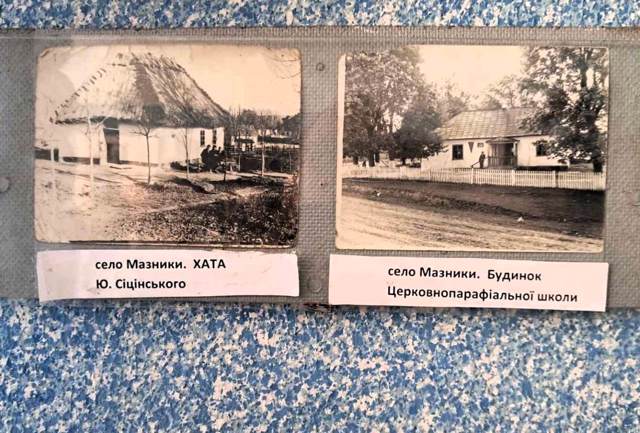 село Мазники.  ХАТА
Ю. Сіцінського
село Мазники.  Будинок
Церковнопарафіальної школи